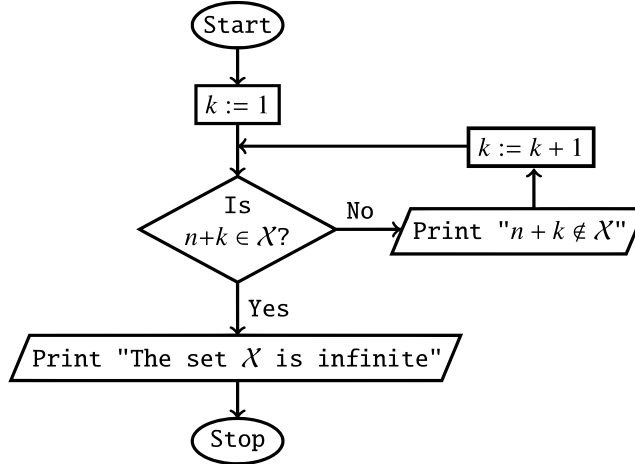 Start
k := 1
k := k + 1
Is
n+k ∈ 𝒳?
No
Print "n + k ∉ 𝒳"
Yes
Print "The set 𝒳 is infinite"
Stop